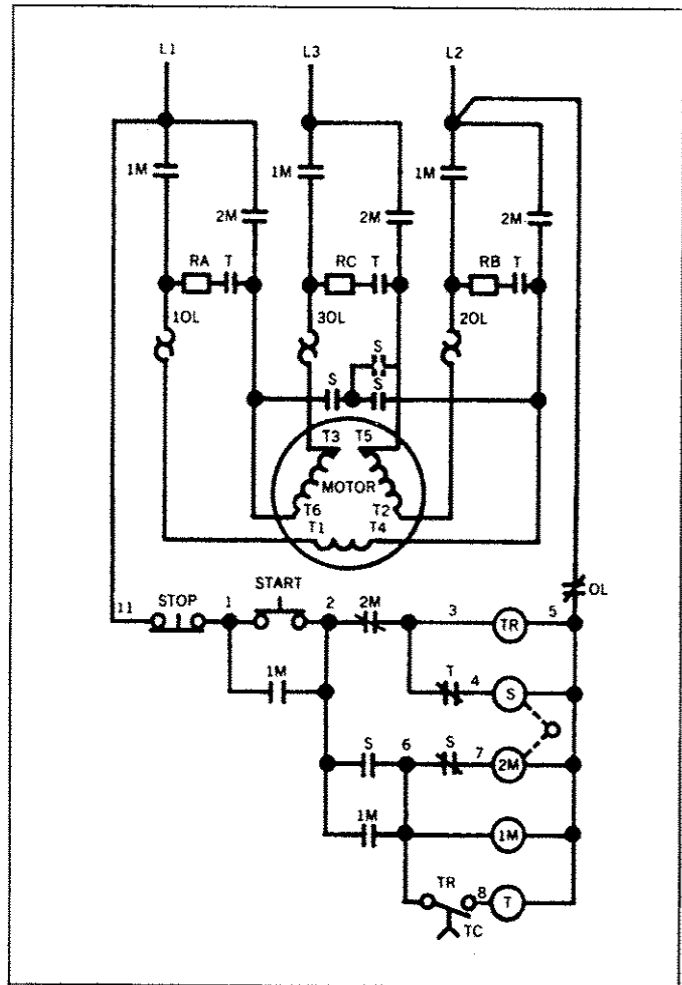 L1 L3 L2
1M 1M 1M
2M 2M 2M
RA T RC T RB T
1OL 3OL 2OL
S
S S
T3 T5
MOTOR
T6 T2
T1 T4
OL
START
11 STOP 1 2 2M 3 TR 5
1M T 4 S
S 6 S 7 2M
1M 1M
TR 8 T
TC